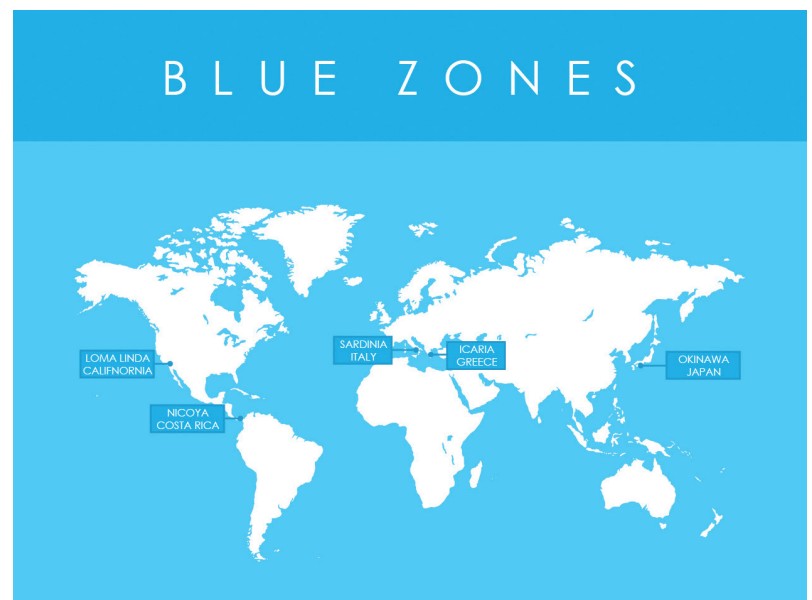 BLUE ZONES
LOMA LINDA
CALIFNORNIA
NICOYA
COSTA RICA
SARDINIA
ITALY
ICARIA
GREECE
OKINAWA
JAPAN